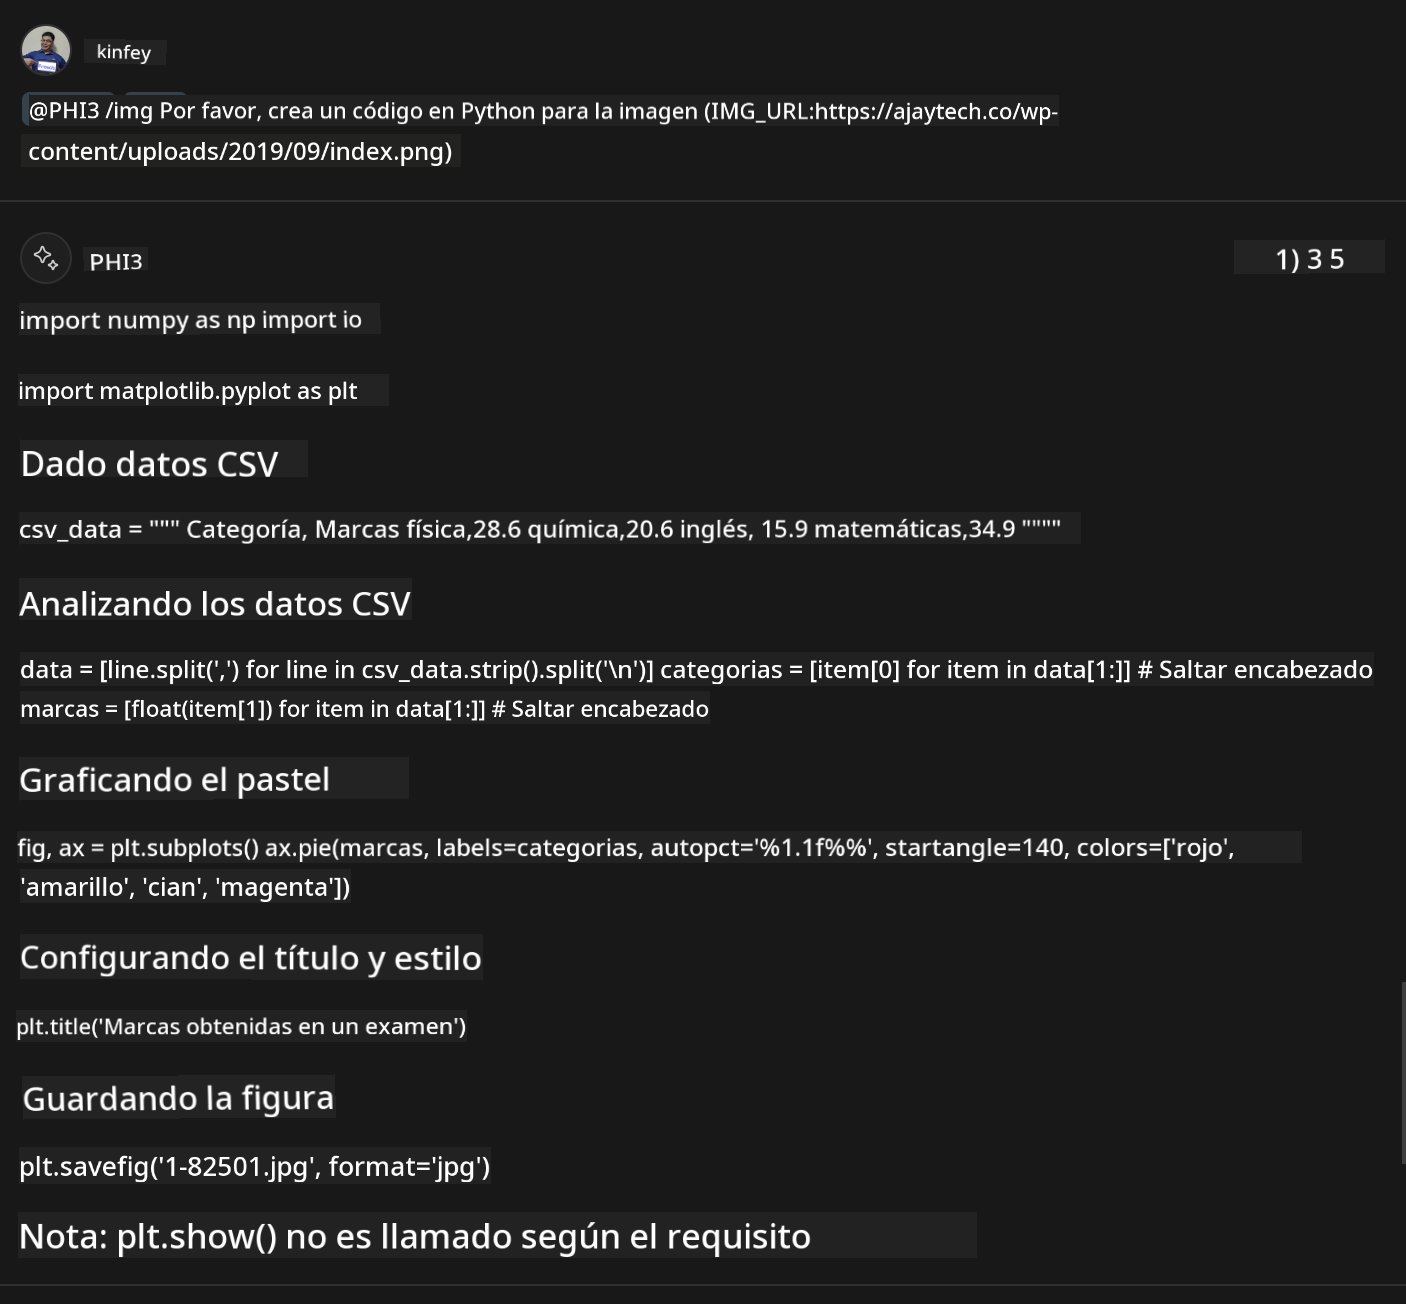 kinfey
@PHI3 /img Por favor, crea un código en Python para la imagen (IMG_URL:https://ajaytech.co/wp-
content/uploads/2019/09/index.png)
PHI3
1) 3 5
import numpy as np import io
import matplotlib.pyplot as plt
Dado datos CSV
csv_data = """ Categoría, Marcas física,28.6 química,20.6 inglés, 15.9 matemáticas,34.9 """"
Analizando los datos CSV
data = [line.split(',') for line in csv_data.strip().split('\n')] categorias = [item[0] for item in data[1:]] # Saltar encabezado
marcas = [float(item[1]) for item in data[1:]] # Saltar encabezado
Graficando el pastel
fig, ax = plt.subplots() ax.pie(marcas, labels=categorias, autopct='%1.1f%%', startangle=140, colors=['rojo',
'amarillo', 'cian', 'magenta'])
Configurando el título y estilo
plt.title('Marcas obtenidas en un examen')
Guardando la figura
plt.savefig('1-82501.jpg', format='jpg')
Nota: plt.show() no es llamado según el requisito